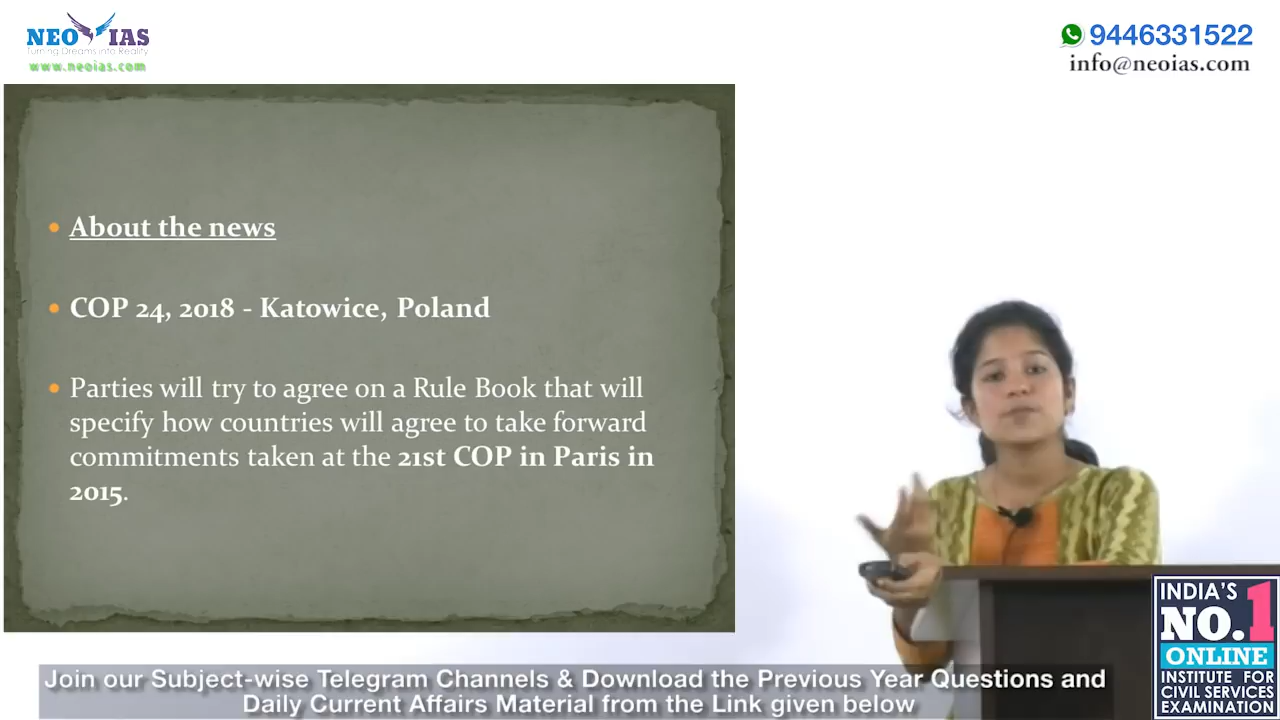 NEO IAS
Turning Dreams into Reality
www.neoias.com
9446331522
info@neoias.com
About the news
COP 24, 2018 - Katowice, Poland
Parties will try to agree on a Rule Book that will
specify how countries will agree to take forward
commitments taken at the 21st COP in Paris in
2015.
INDIA'S
NO.1
ONLINE
INSTITUTE FOR
CIVIL SERVICES
EXAMINATION
Join our Subject-wise Telegram Channels & Download the Previous Year Questions and
Daily Current Affairs Material from the Link given below